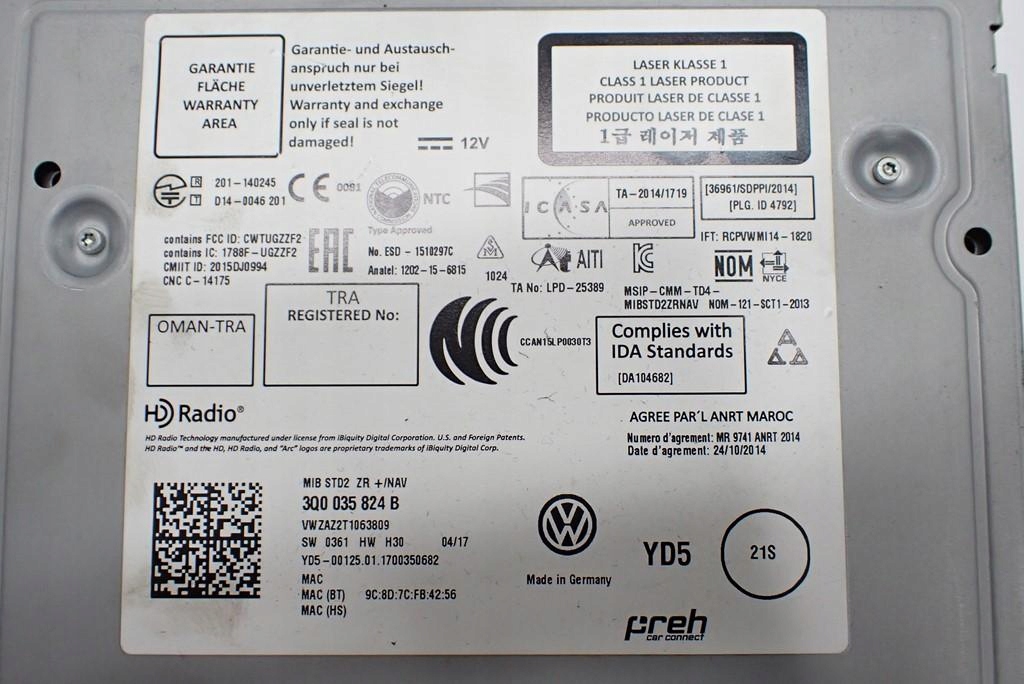 GARANTIE
FLÄCHE
WARRANTY
AREA
Garantie- und Austausch-
anspruch nur bei
unverletztem Siegel!
Warranty and exchange
only if seal is not
damaged!
12V
LASER KLASSE 1
CLASS 1 LASER PRODUCT
PRODUIT LASER DE CLASSE 1
PRODUCTO LASER DE CLASE 1
1급 레이저 제품
R 201-140245
T D14-0046 201
CE 0081
NTC
Type Approved
ICASA
TA-2014/1719
APPROVED
[36961/SDPPI/2014]
[PLG. ID 4792]
IFT: RCPVWMI14-1820
contains FCC ID: CWTUGZZF2
contains IC: 1788F-UGZZF2
CMIIT ID: 2015DJ0994
CNC C-14175
EAC
No. ESD - 1510297C
Anatel: 1202-15-6815
1024
AITI
TA No: LPD-25389
NOM
NYCE
MSIP-CMM-TD4-
MIBSTD2ZRNAV NOM-121-SCT1-2013
OMAN-TRA
TRA
REGISTERED No:
CCAN15LP0030T3
Complies with
IDA Standards
[DA104682]
HD Radio®
HD Radio Technology manufactured under license from iBiquity Digital Corporation. U.S. and Foreign Patents.
HD Radio™ and the HD, HD Radio, and "Arc" logos are proprietary trademarks of iBiquity Digital Corp.
AGREE PAR´L ANRT MAROC
Numero d'agrement: MR 9741 ANRT 2014
Date d'agrement: 24/10/2014
MIB STD2 ZR +/NAV
3Q0 035 824 B
VWZAZ2T1063809
SW 0361 HW H30 04/17
YD5-00125.01.1700350682
MAC
MAC (BT) 9C:8D:7C:FB:42:56
MAC (HS)
VW
Made in Germany
YD5
21S
preh
car connect